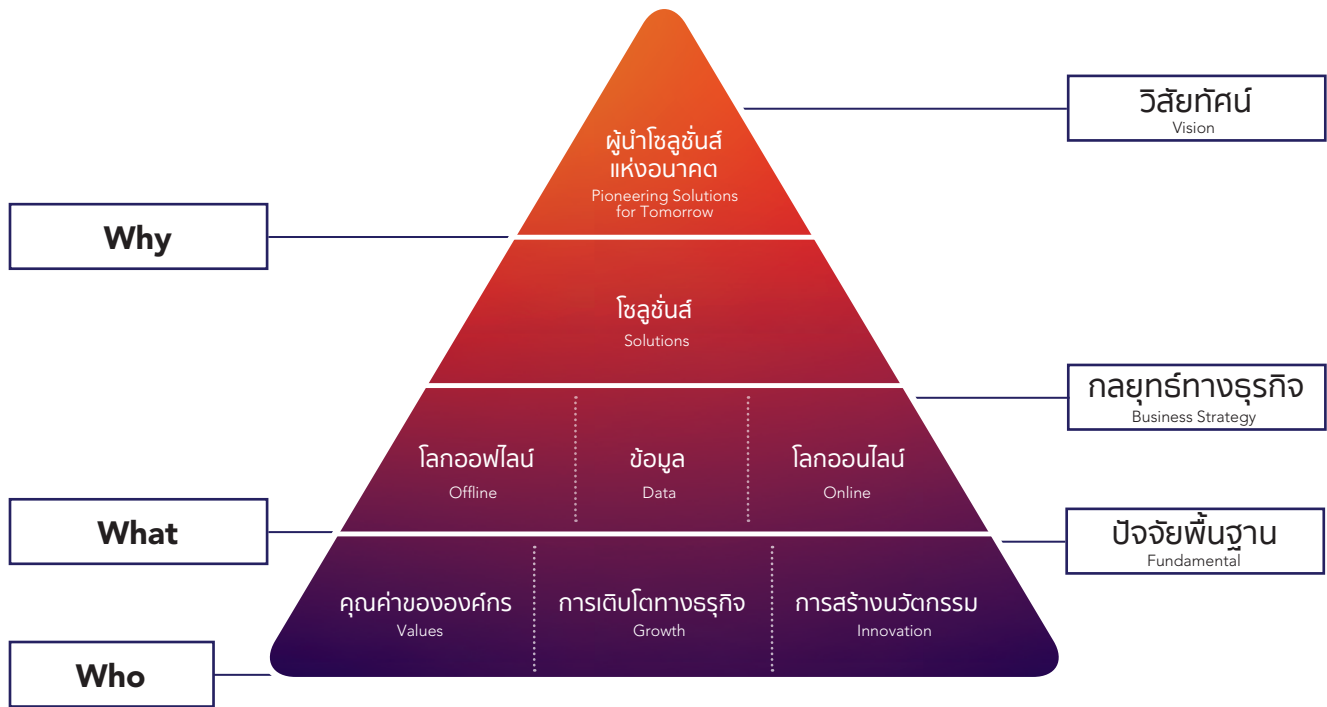 วิสัยทัศน์
Vision
ผู้นำโซลูชั่นส์
แห่งอนาคต
Pioneering Solutions
for Tomorrow
Why
โซลูชั่นส์
Solutions
กลยุทธ์ทางธุรกิจ
Business Strategy
โลกออฟไลน์
Offline
ข้อมูล
Data
โลกออนไลน์
Online
What
ปัจจัยพื้นฐาน
Fundamental
คุณค่าขององค์กร
Values
การเติบโตทางธรุกิจ
Growth
การสร้างนวัตกรรม
Innovation
Who